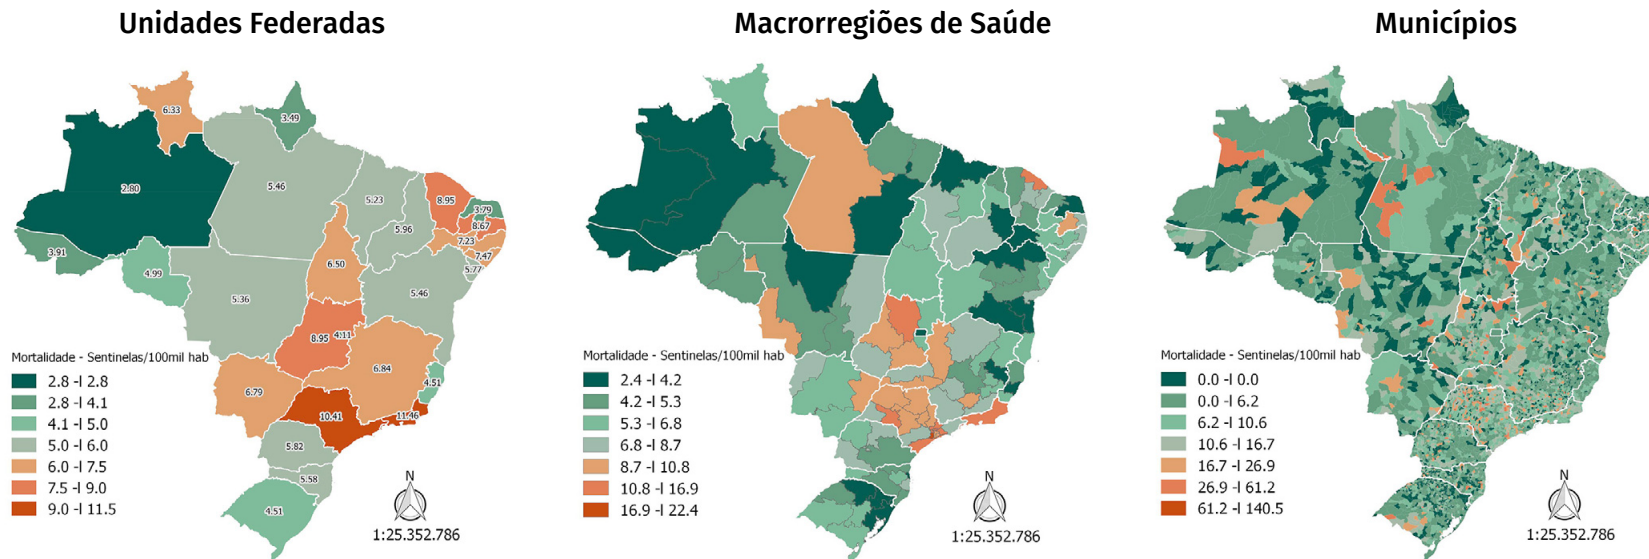 Unidades Federadas
6.33
3.49
2.80
5.46
5.23
8.95
3.79
8.67
7.23
7.47
5.77
5.96
3.91
4.99
6.50
5.46
5.36
8.95
4.11
6.84
4.51
6.79
10.41
11.46
5.82
5.58
4.51
Mortalidade - Sentinelas/100mil hab
2.8 -I 2.8
2.8 -I 4.1
4.1 -I 5.0
5.0 -I 6.0
6.0 -I 7.5
7.5 -I 9.0
9.0 -I 11.5
N
1:25.352.786
Macrorregiões de Saúde
Mortalidade - Sentinelas/100mil hab
2.4 -I 4.2
4.2 -I 5.3
5.3 -I 6.8
6.8 -I 8.7
8.7 -I 10.8
10.8 -I 16.9
16.9 -I 22.4
N
1:25.352.786
Municípios
Mortalidade - Sentinelas/100mil hab
0.0 -I 0.0
0.0 -I 6.2
6.2 -I 10.6
10.6 -I 16.7
16.7 -I 26.9
26.9 -I 61.2
61.2 -I 140.5
N
1:25.352.786